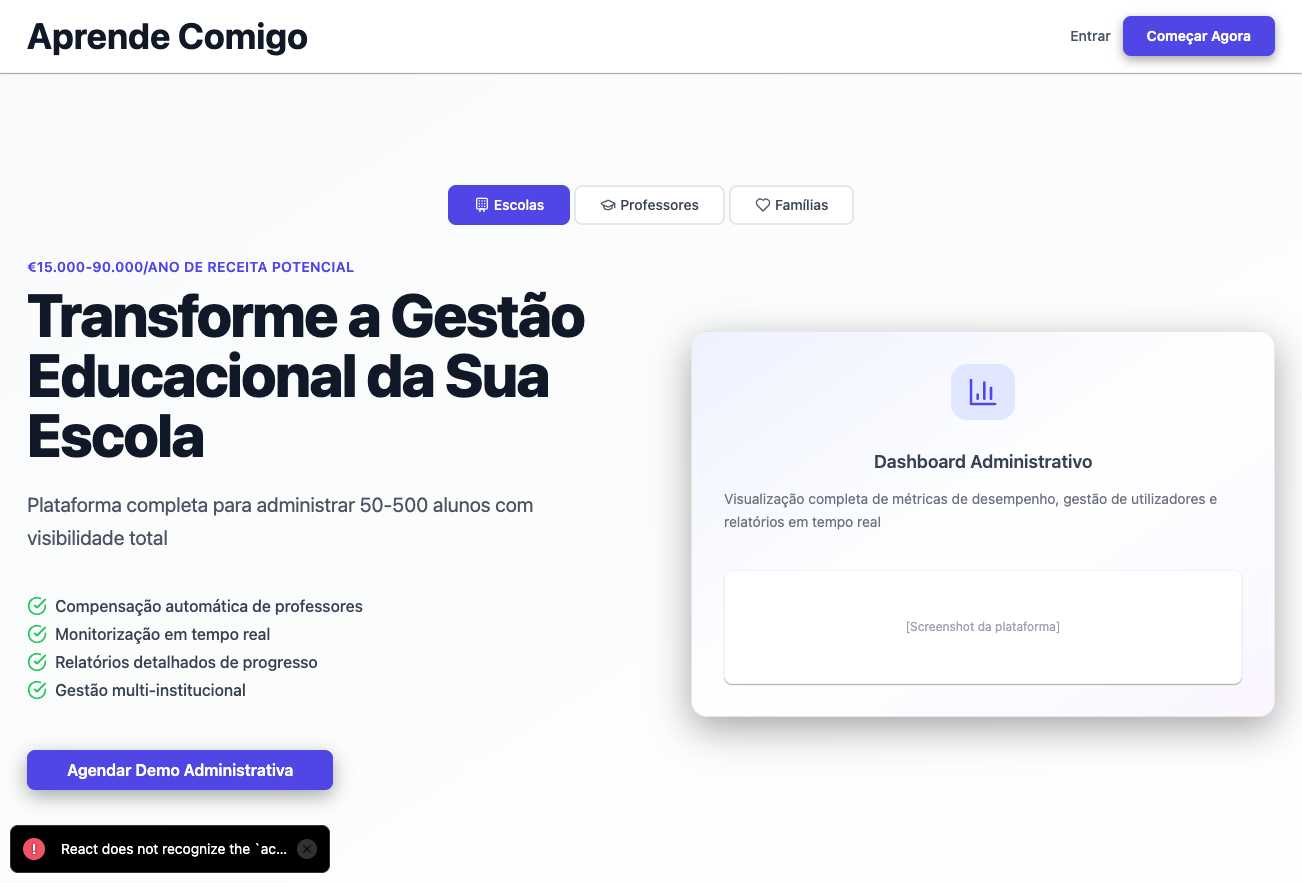 Aprende Comigo
Entrar
Começar Agora
Escolas
Professores
Famílias
€15.000-90.000/ANO DE RECEITA POTENCIAL
Transforme a Gestão
Educacional da Sua
Escola
Plataforma completa para administrar 50-500 alunos com
visibilidade total
Compensação automática de professores
Monitorização em tempo real
Relatórios detalhados de progresso
Gestão multi-institucional
Agendar Demo Administrativa
Dashboard Administrativo
Visualização completa de métricas de desempenho, gestão de utilizadores e
relatórios em tempo real
[Screenshot da plataforma]
! React does not recognize the `ac...